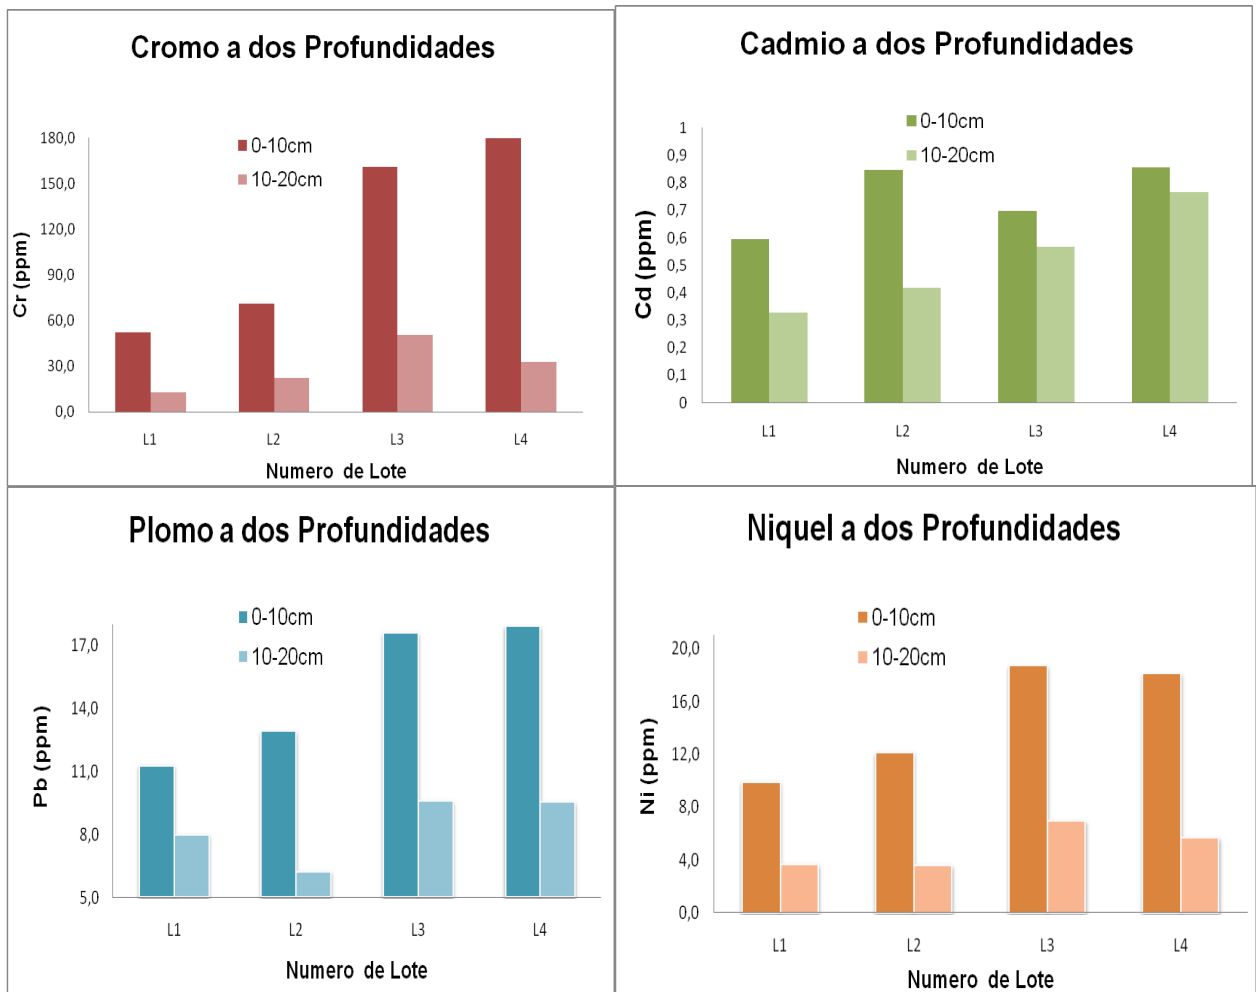 Cromo a dos Profundidades
180,0
150,0
120,0
90,0
60,0
30,0
0,0
Cr (ppm)
0-10cm
10-20cm
L1 L2 L3 L4
Numero de Lote
Cadmio a dos Profundidades
1
0,9
0,8
0,7
0,6
0,5
0,4
0,3
0,2
0,1
0
Cd (ppm)
0-10cm
10-20cm
L1 L2 L3 L4
Numero de Lote
Plomo a dos Profundidades
17,0
14,0
11,0
8,0
5,0
Pb (ppm)
0-10cm
10-20cm
L1 L2 L3 L4
Numero de Lote
Niquel a dos Profundidades
20,0
16,0
12,0
8,0
4,0
0,0
Ni (ppm)
0-10cm
10-20cm
L1 L2 L3 L4
Numero de Lote